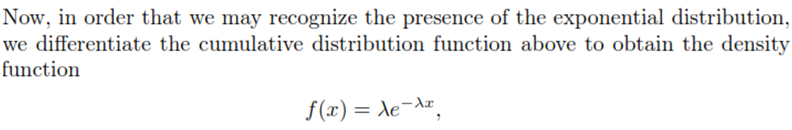 Now, in order that we may recognize the presence of the exponential distribution,
we differentiate the cumulative distribution function above to obtain the density
function
f(x) = λe^{−λx},